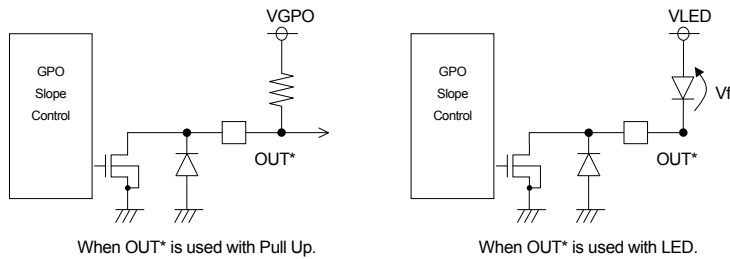 VGPO
GPO
Slope
Control
OUT*
When OUT* is used with Pull Up.
VLED
GPO
Slope
Control
Vf
OUT*
When OUT* is used with LED.